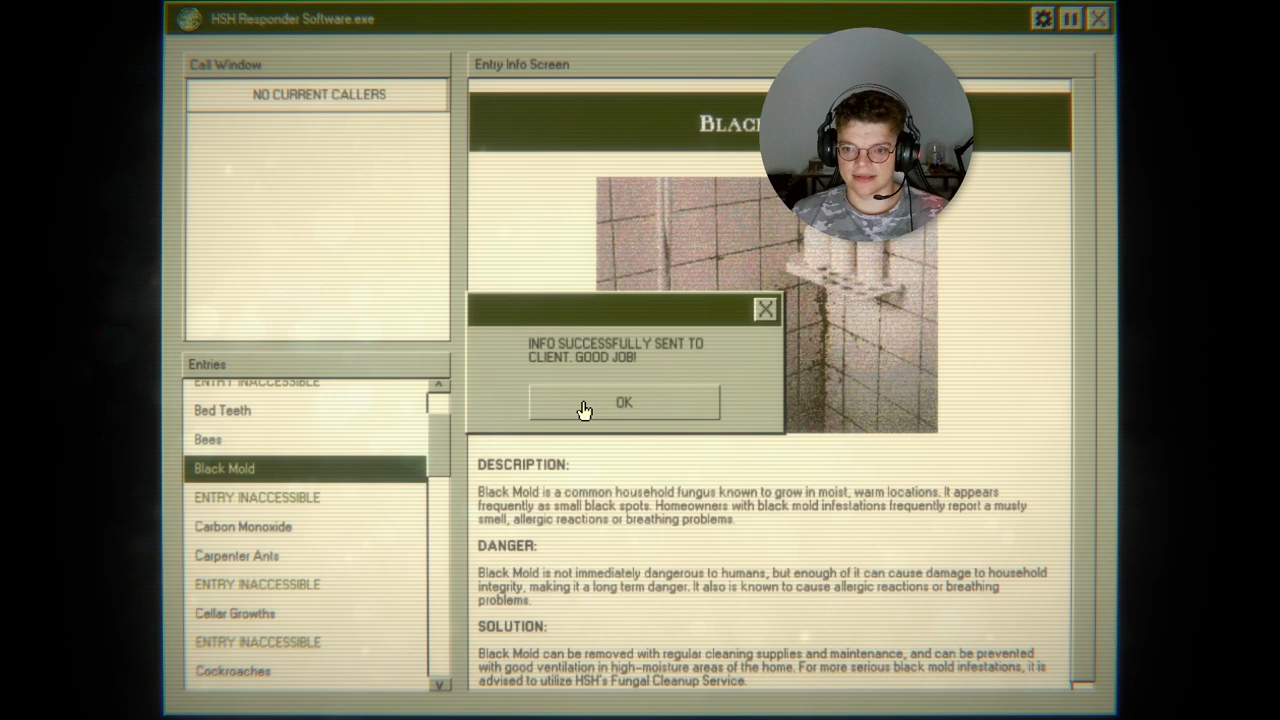 HSH Responder Software.exe
Call Window
NO CURRENT CALLERS
Entry Info Screen
INFO SUCCESSFULLY SENT TO
CLIENT. GOOD JOB!
OK
Entries
ENTRY INACCESSIBLE
Bed Teeth
Bees
Black Mold
ENTRY INACCESSIBLE
Carbon Monoxide
Carpenter Ants
ENTRY INACCESSIBLE
Cellar Growths
ENTRY INACCESSIBLE
Cockroaches
DESCRIPTION:
Black Mold is a common household fungus known to grow in moist, warm locations. It appears
frequently as small black spots. Homeowners with black mold infestations frequently report a musty
smell, allergic reactions or breathing problems.
DANGER:
Black Mold is not immediately dangerous to humans, but enough of it can cause damage to household
integrity, making it a long term danger. It also is known to cause allergic reactions or breathing
problems.
SOLUTION:
Black Mold can be removed with regular cleaning supplies and maintenance, and can be prevented
with good ventilation in high-moisture areas of the home. For more serious black mold infestations, it is
advised to utilize HSH's Fungal Cleanup Service.